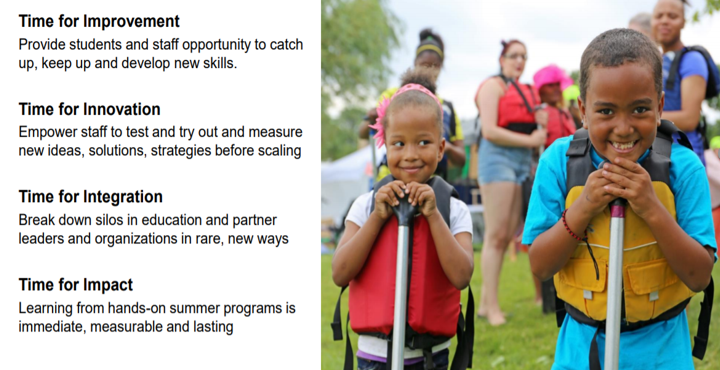 Time for Improvement
Provide students and staff opportunity to catch
up, keep up and develop new skills.
Time for Innovation
Empower staff to test and try out and measure
new ideas, solutions, strategies before scaling
Time for Integration
Break down silos in education and partner
leaders and organizations in rare, new ways
Time for Impact
Learning from hands-on summer programs is
immediate, measurable and lasting